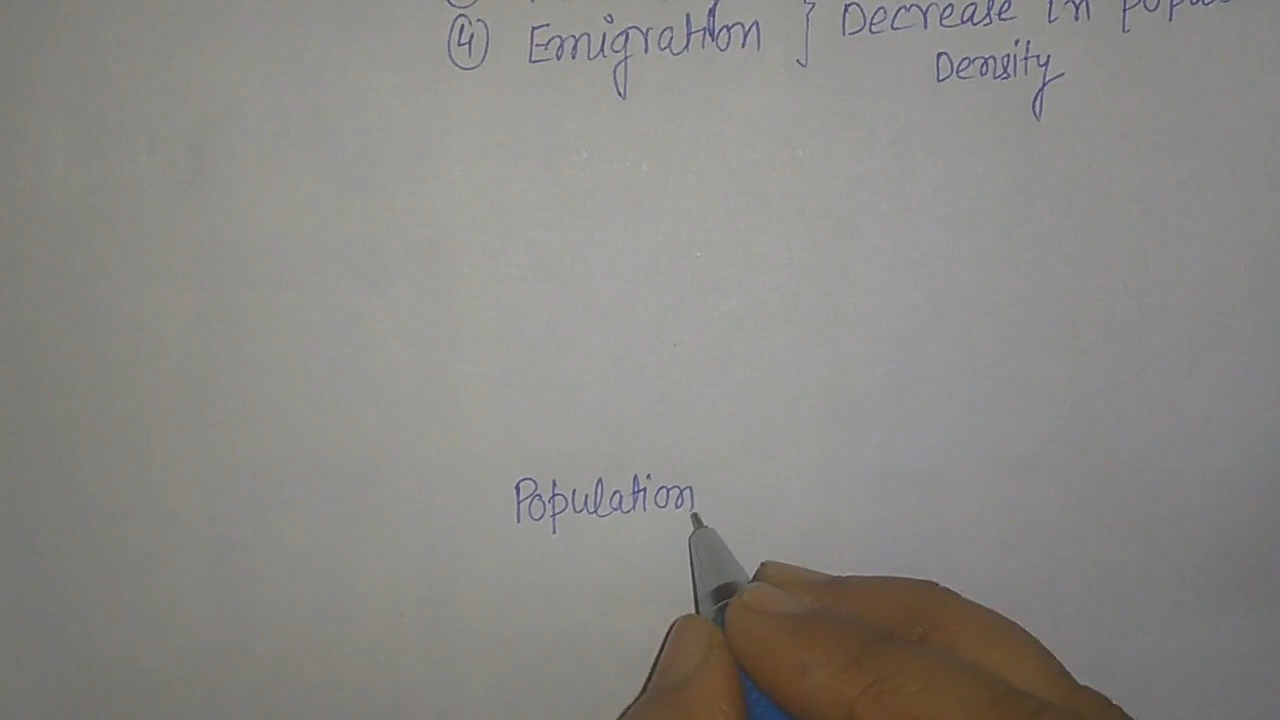 ④ Emigration } Decrease in
Density
Population